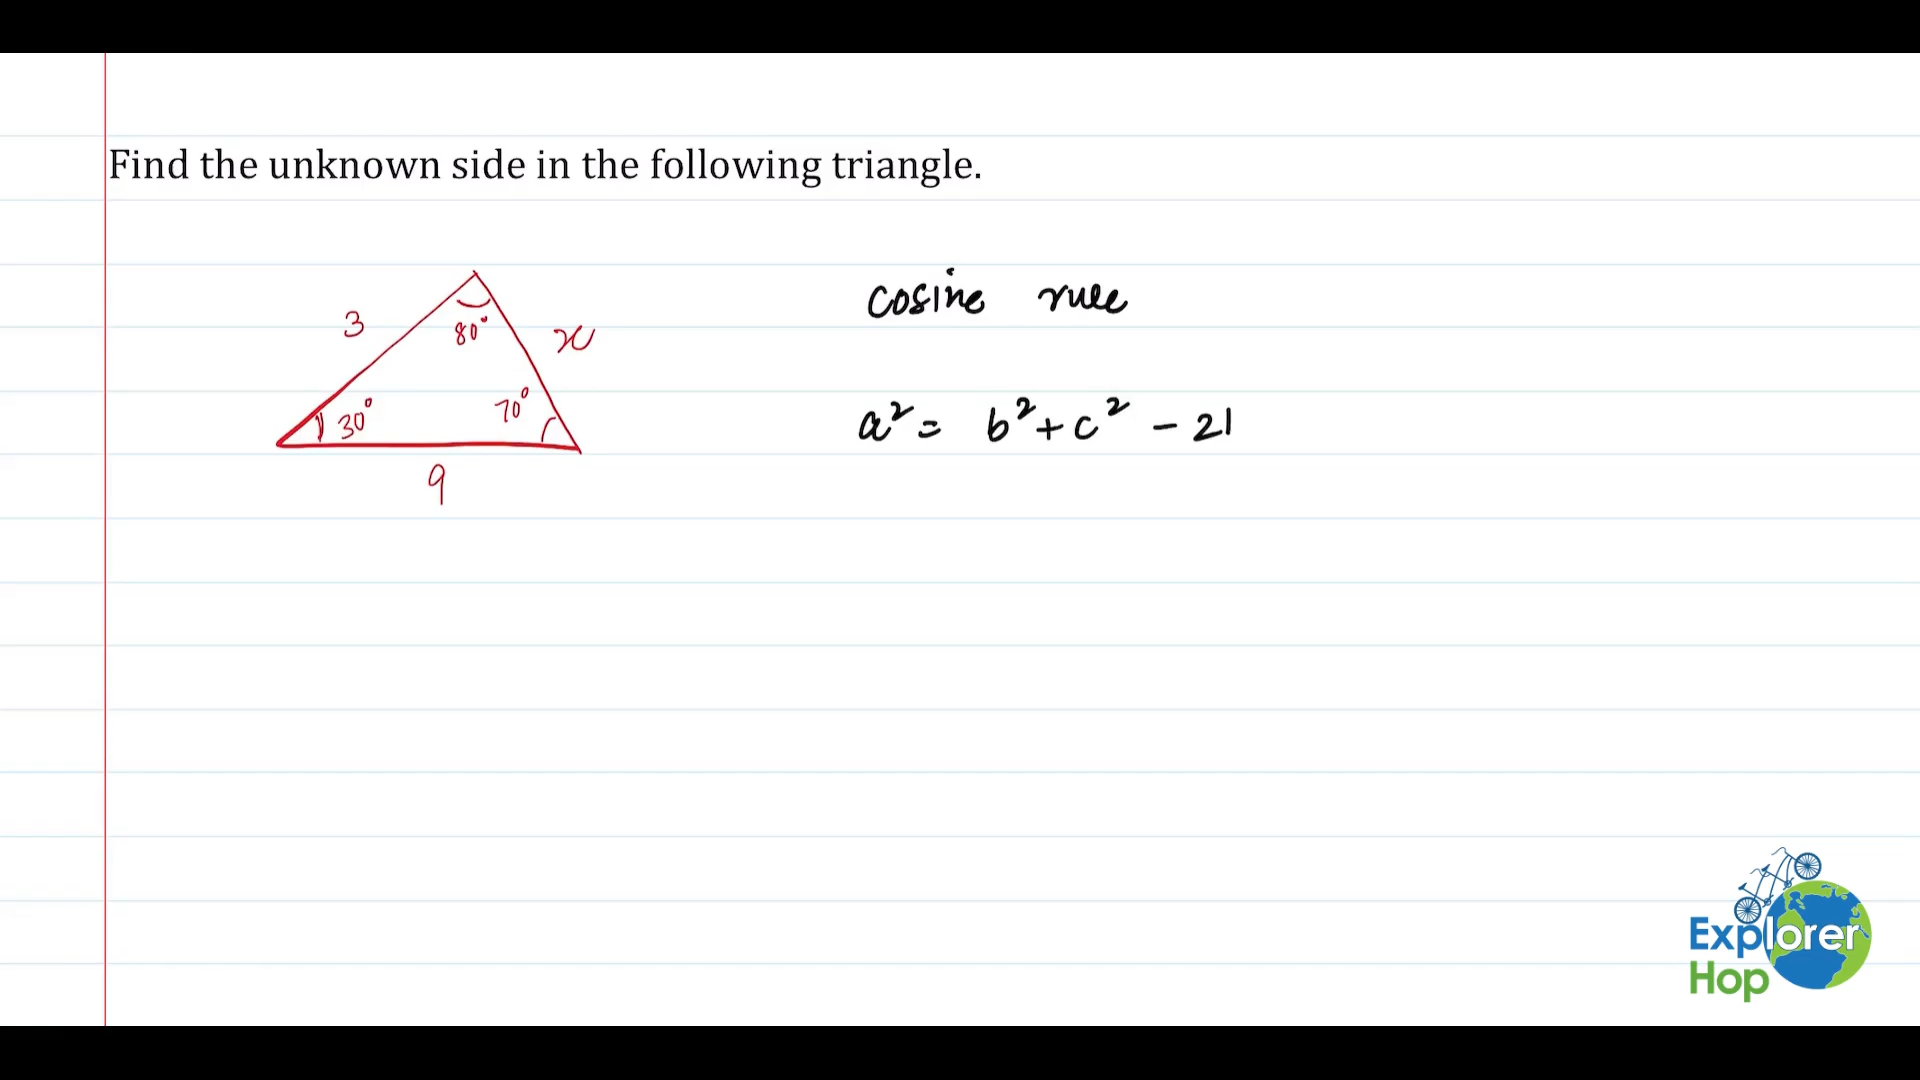 Find the unknown side in the following triangle.
cosine rule
3
80°
x
30°
70°
a² = b² + c² - 21
9
Explorer
Hop